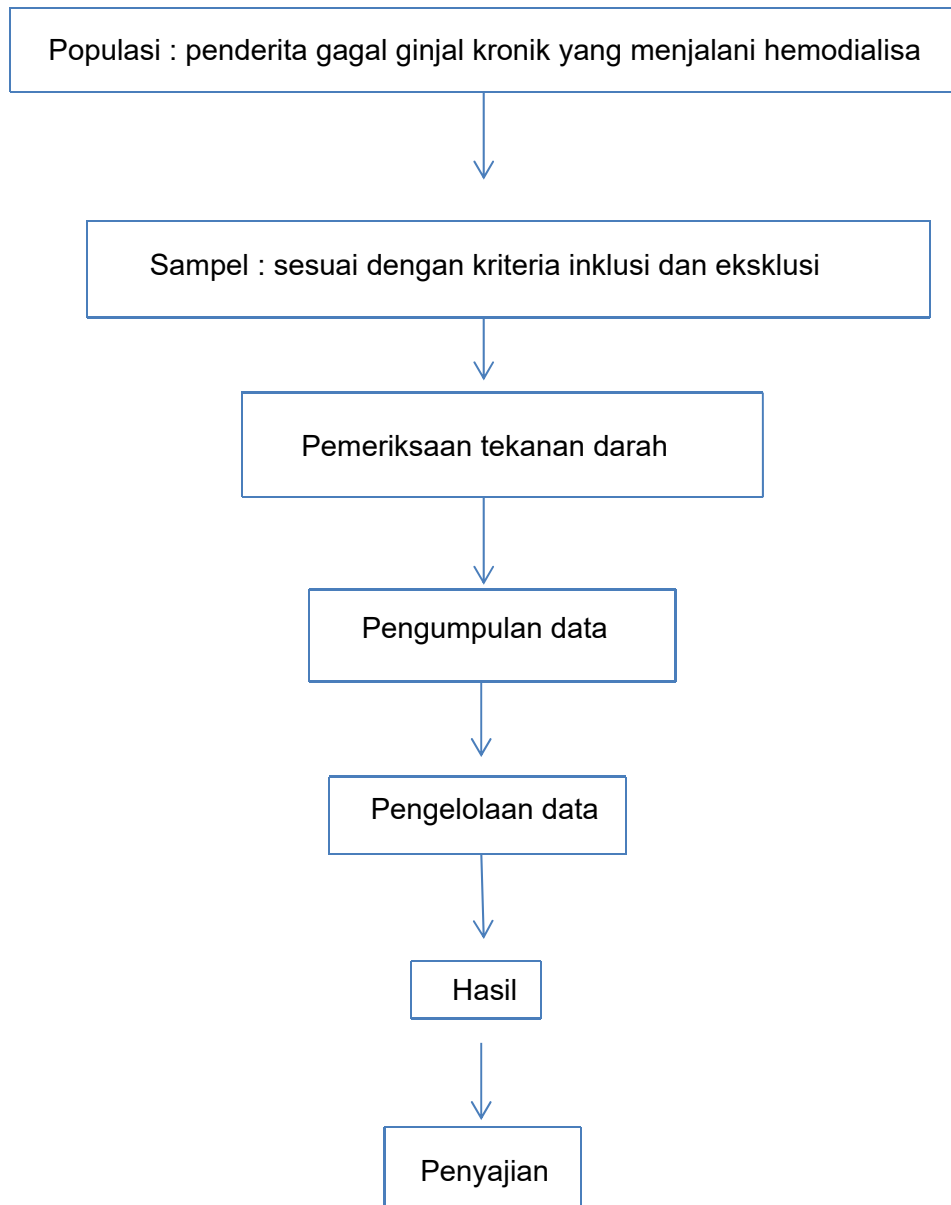 Populasi : penderita gagal ginjal kronik yang menjalani hemodialisa
Sampel : sesuai dengan kriteria inklusi dan eksklusi
Pemeriksaan tekanan darah
Pengumpulan data
Pengelolaan data
Hasil
Penyajian